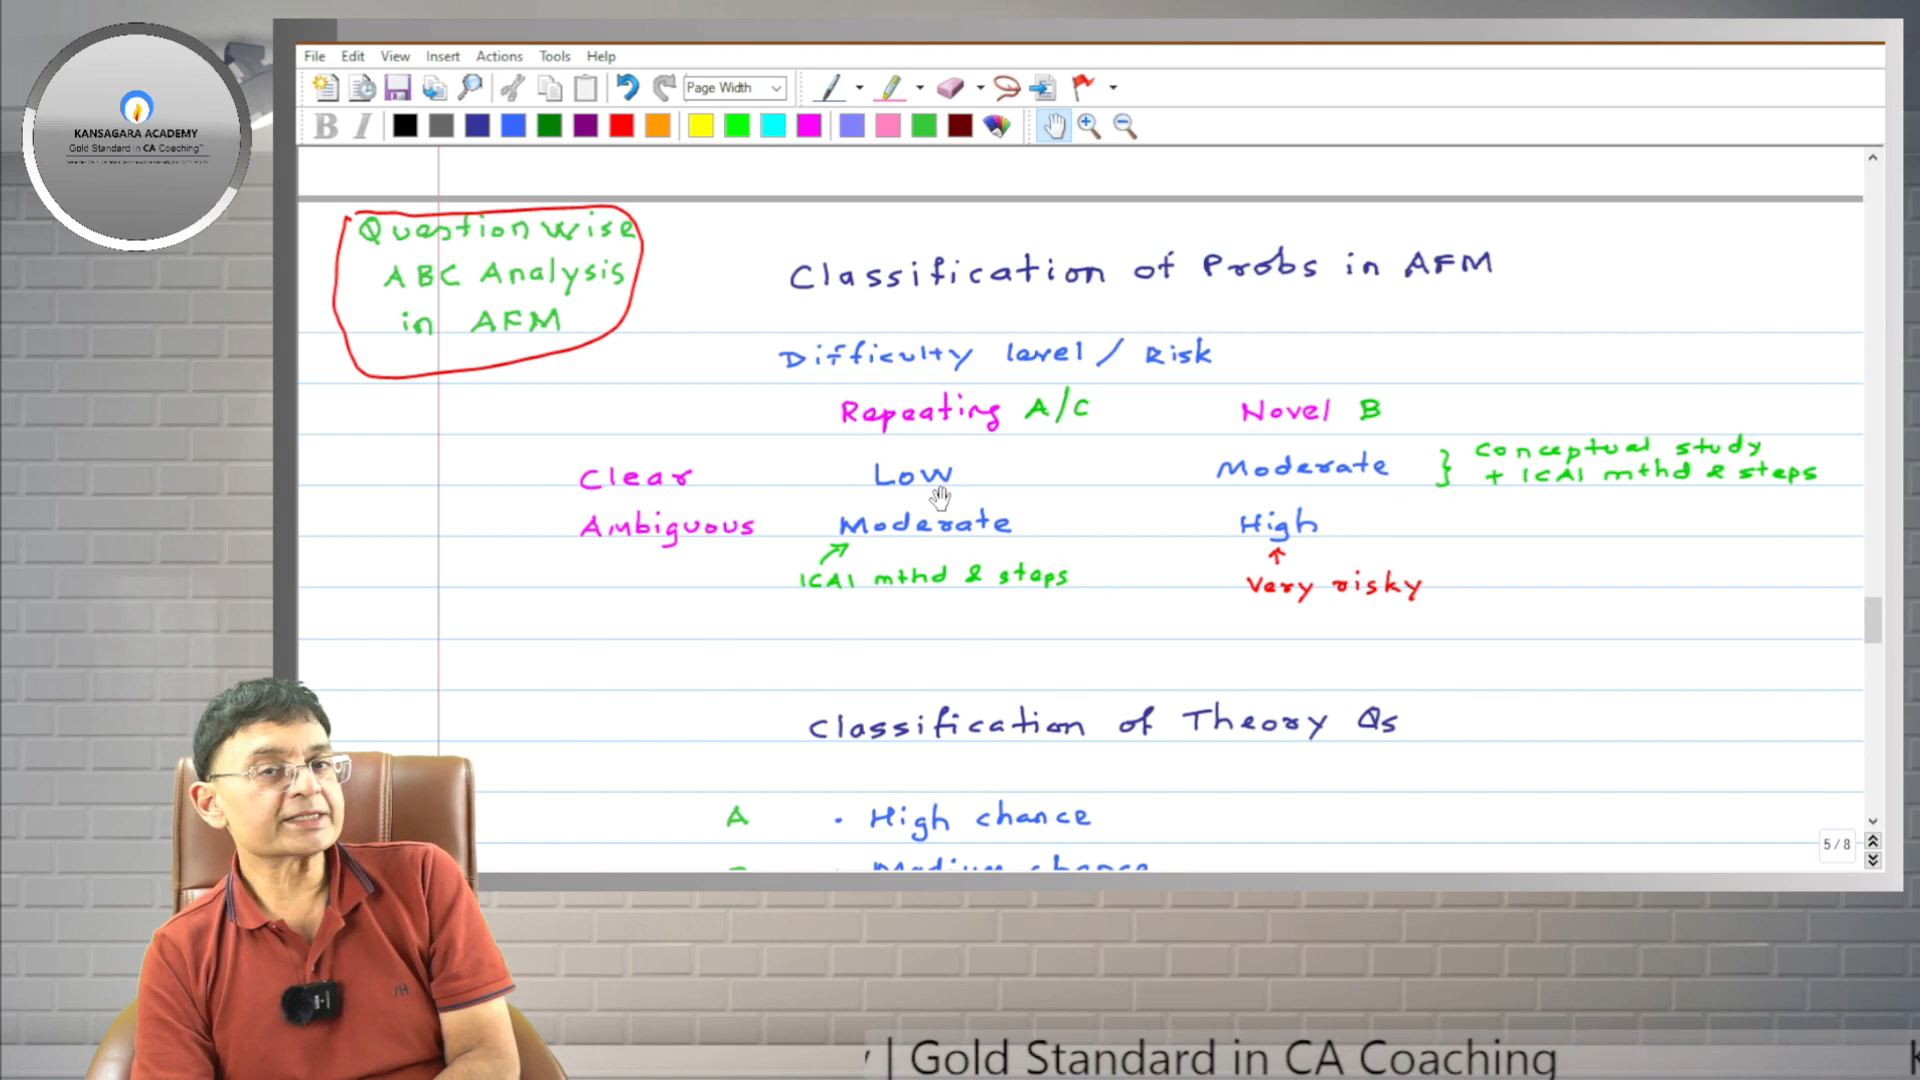 KANSAGARA ACADEMY
Gold Standard in CA Coaching
File Edit View Insert Actions Tools Help
Page Width
B I
Question wise
ABC Analysis
in AFM
Classification of Probs in AFM
Difficulty level / Risk
Repeating A/C Novel B
Clear Low Moderate } Conceptual study
+ ICAI mthd & steps
Ambiguous Moderate High
ICAI mthd & steps Very risky
Classification of Theory Qs
A . High chance
. Medium chance
5 / 8
| Gold Standard in CA Coaching